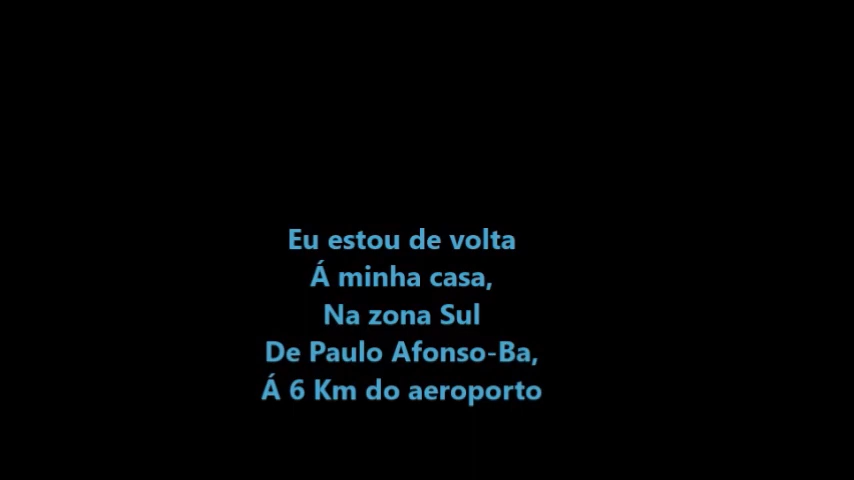 Eu estou de volta
Á minha casa,
Na zona Sul
De Paulo Afonso-Ba,
Á 6 Km do aeroporto